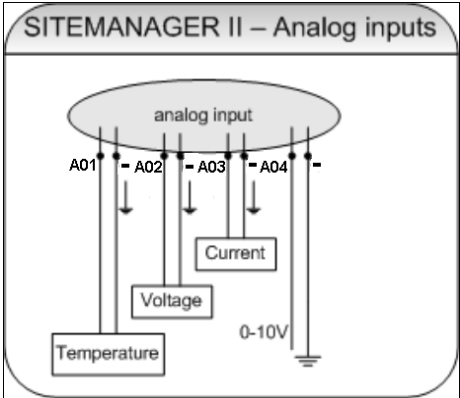 SITEMANAGER II – Analog inputs
analog input
A01 - A02 - A03 - A04 -
Current
Voltage
0-10V
Temperature